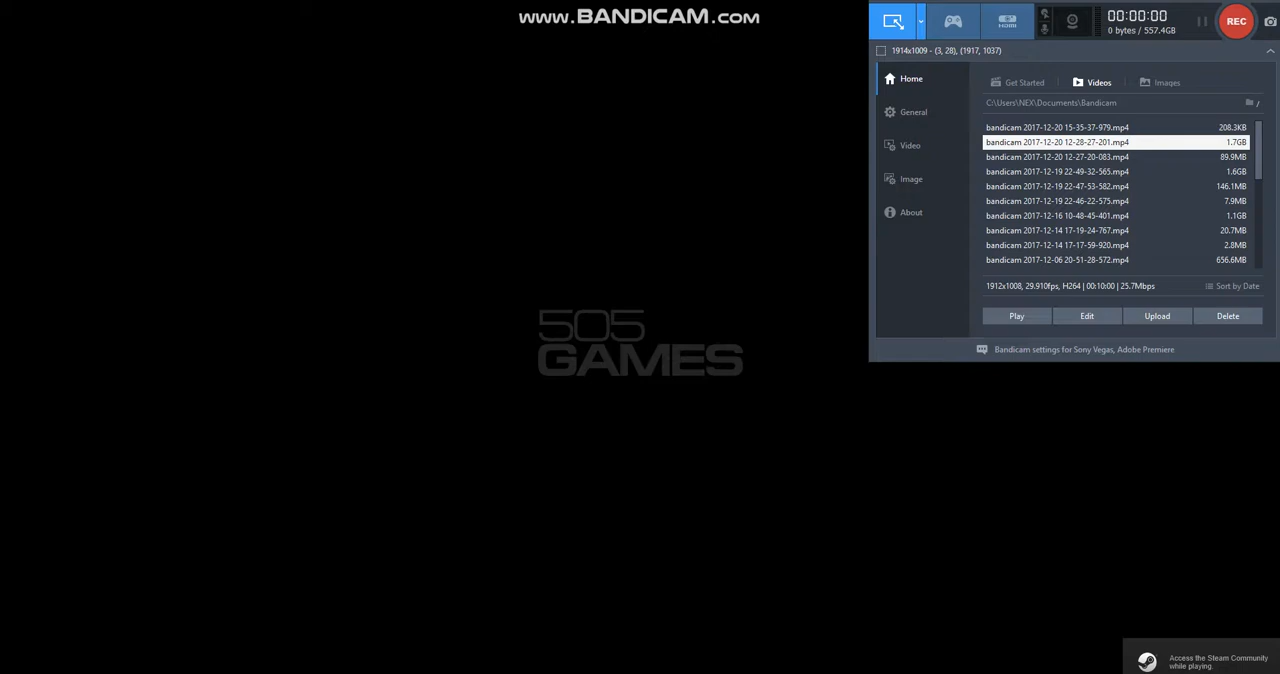 www.BANDICAM.com
HDMI
00:00:00
0 bytes / 557.4GB
REC
1914x1009 - (3, 28), (1917, 1037)
Home
General
Video
Image
About
Get Started
Videos
Images
C:\Users\NEX\Documents\Bandicam
bandicam 2017-12-20 15-35-37-979.mp4 208.3KB
bandicam 2017-12-20 12-28-27-201.mp4 1.7GB
bandicam 2017-12-20 12-27-20-083.mp4 89.9MB
bandicam 2017-12-19 22-49-32-565.mp4 1.6GB
bandicam 2017-12-19 22-47-53-582.mp4 146.1MB
bandicam 2017-12-19 22-46-22-575.mp4 7.9MB
bandicam 2017-12-16 10-48-45-401.mp4 1.1GB
bandicam 2017-12-14 17-19-24-767.mp4 20.7MB
bandicam 2017-12-14 17-17-59-920.mp4 2.8MB
bandicam 2017-12-06 20-51-28-572.mp4 656.6MB
1912x1008, 29.910fps, H264 | 00:10:00 | 25.7Mbps
Sort by Date
Play
Edit
Upload
Delete
Bandicam settings for Sony Vegas, Adobe Premiere
505
GAMES
Access the Steam Community
while playing.